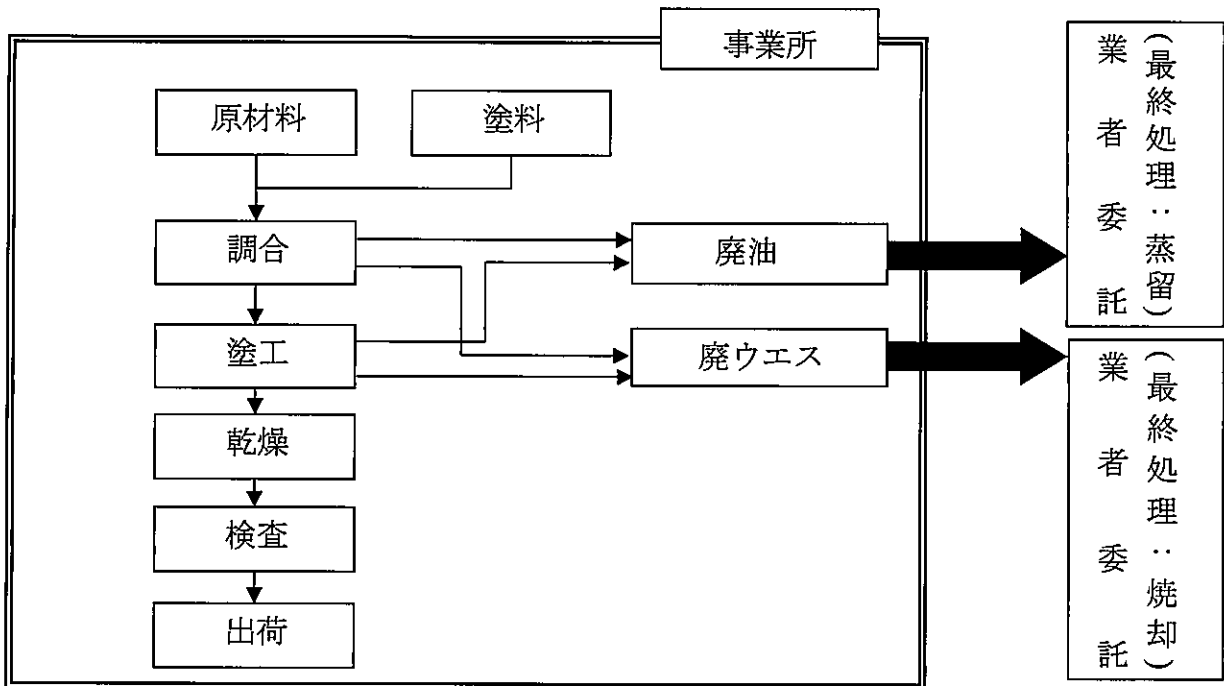 事業所
原材料
塗料
調合
廃油
塗工
廃ウエス
乾燥
検査
出荷
業者委託
(最終処理:蒸留)
業者委託
(最終処理:焼却)